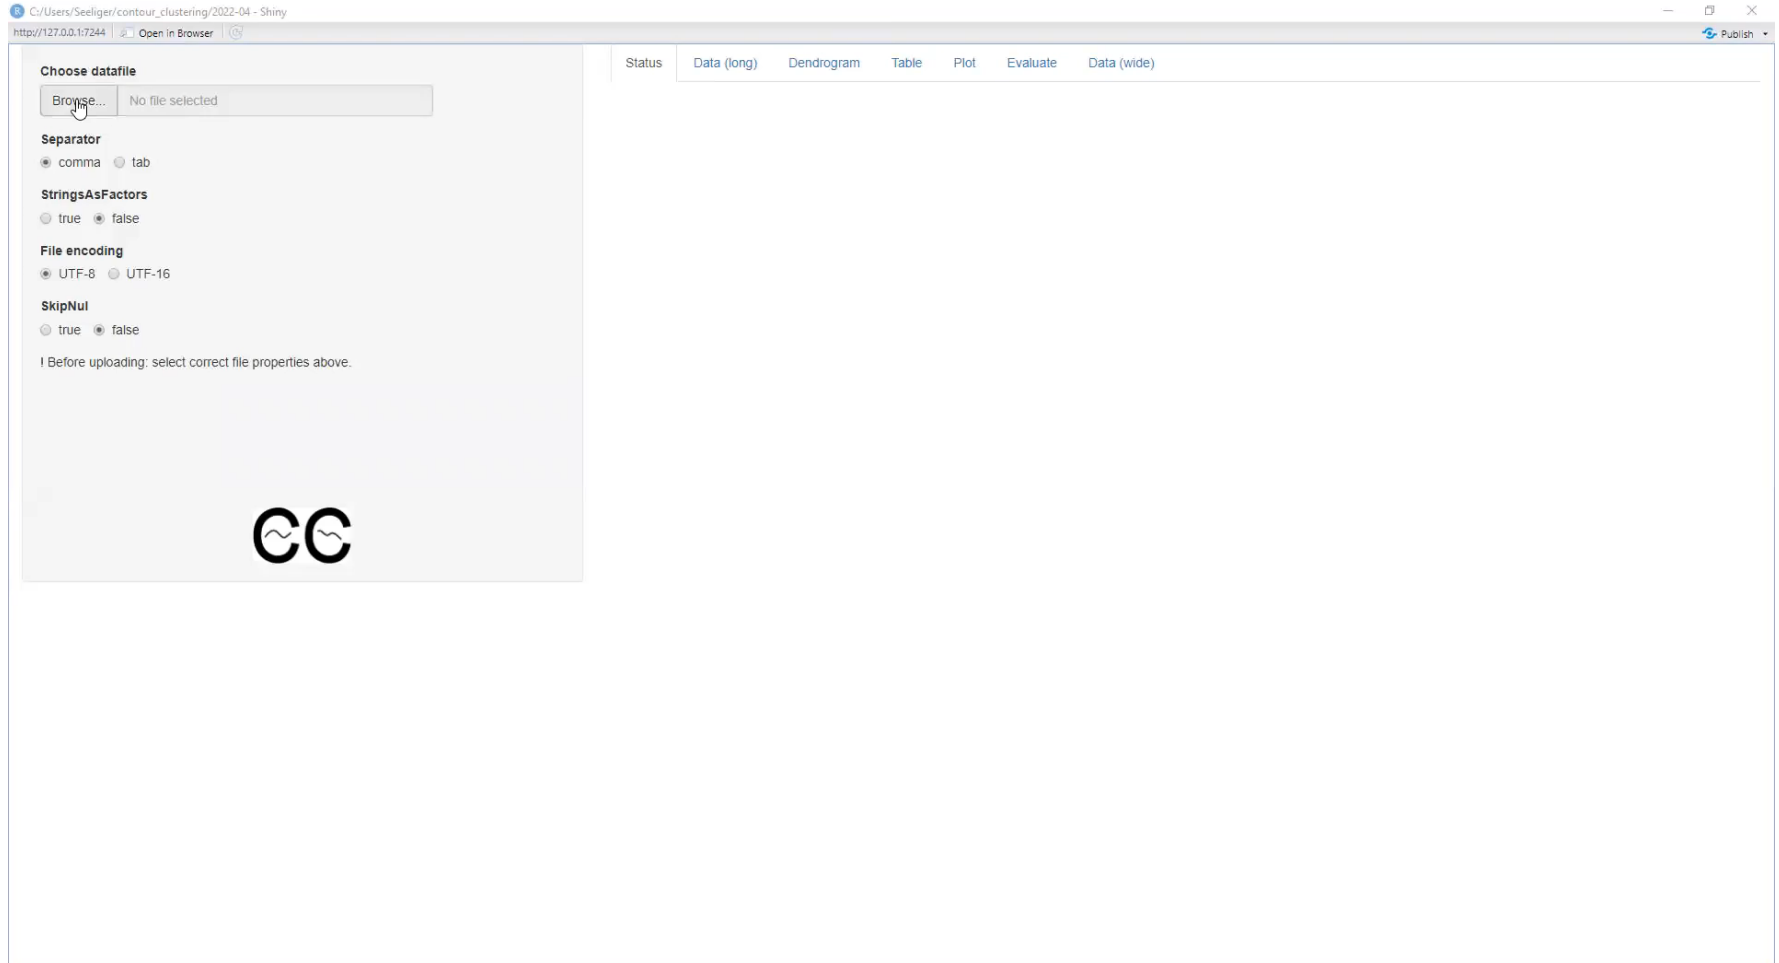 C:/Users/Seeliger/contour_clustering/2022-04 - Shiny
http://127.0.0.1:7244 Open in Browser Publish
Choose datafile
Browse... No file selected
Separator
comma tab
StringsAsFactors
true false
File encoding
UTF-8 UTF-16
SkipNul
true false
! Before uploading: select correct file properties above.
CC
Status Data (long) Dendrogram Table Plot Evaluate Data (wide)